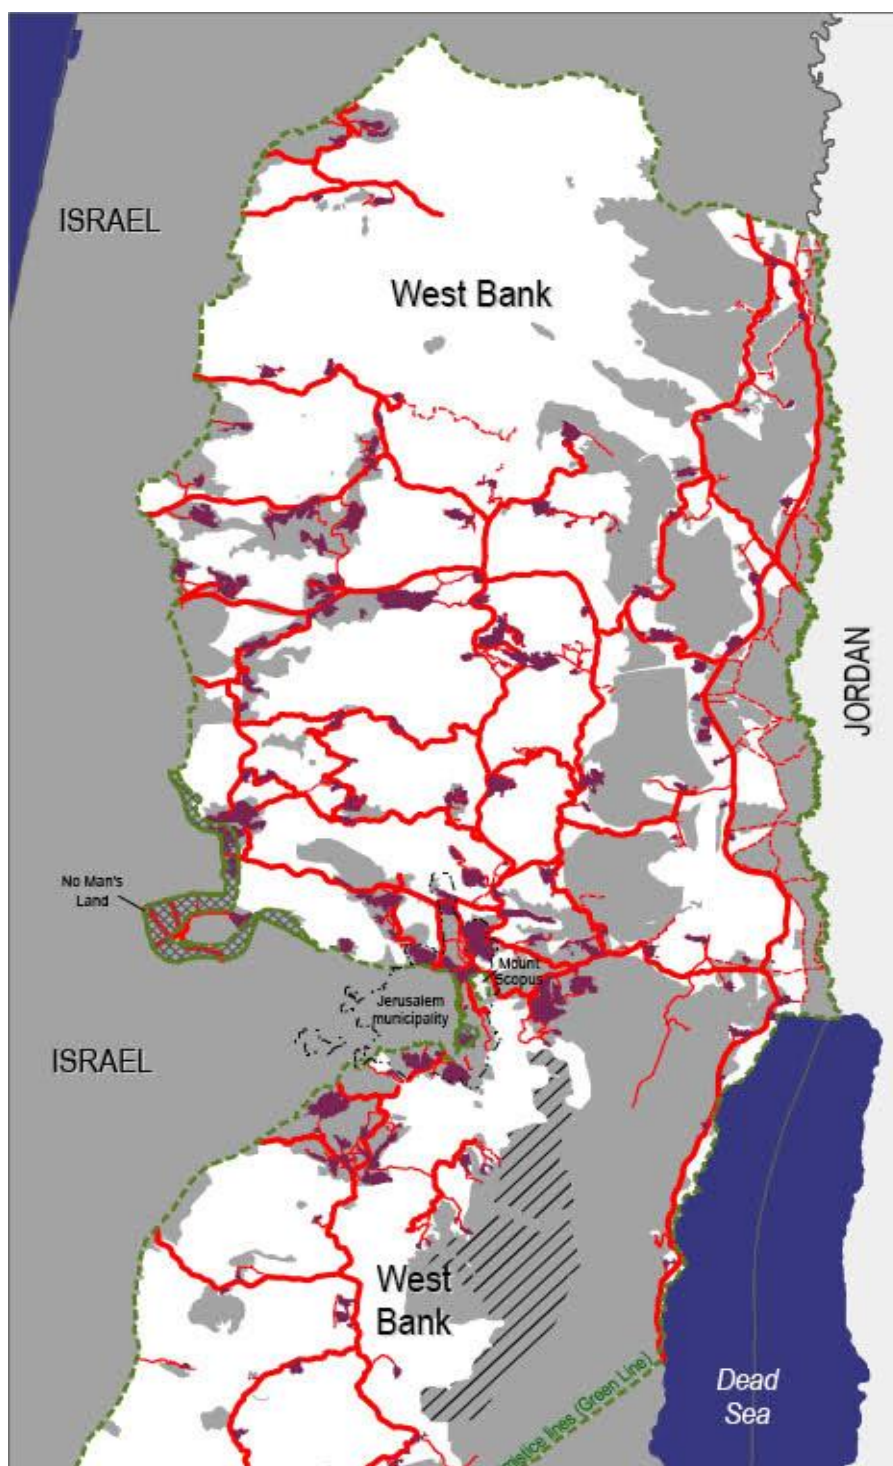 ISRAEL
West Bank
JORDAN
No Man's
Land
Mount
Scopus
Jerusalem
municipality
ISRAEL
West
Bank
lines (Green Line)
Dead
Sea